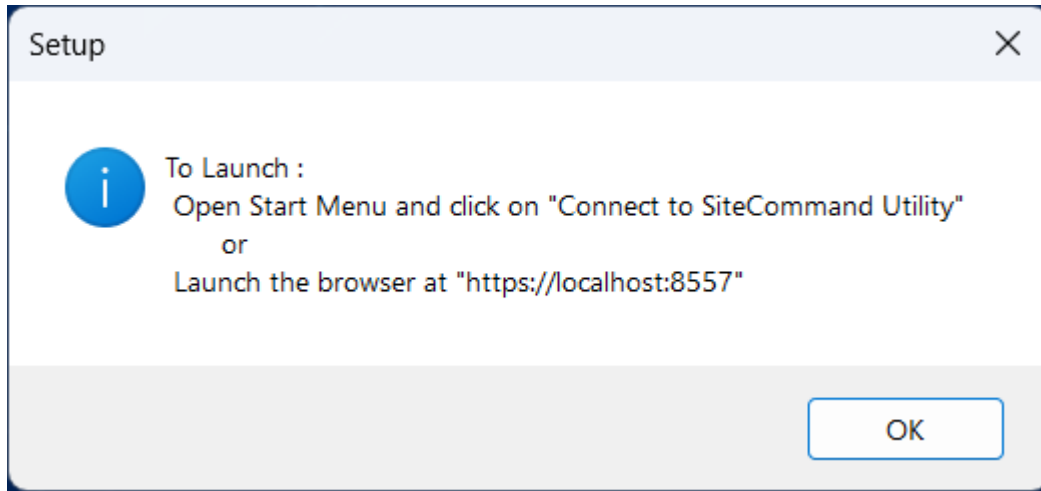 Setup
To Launch :
Open Start Menu and click on "Connect to SiteCommand Utility"
or
Launch the browser at "https://localhost:8557"
OK